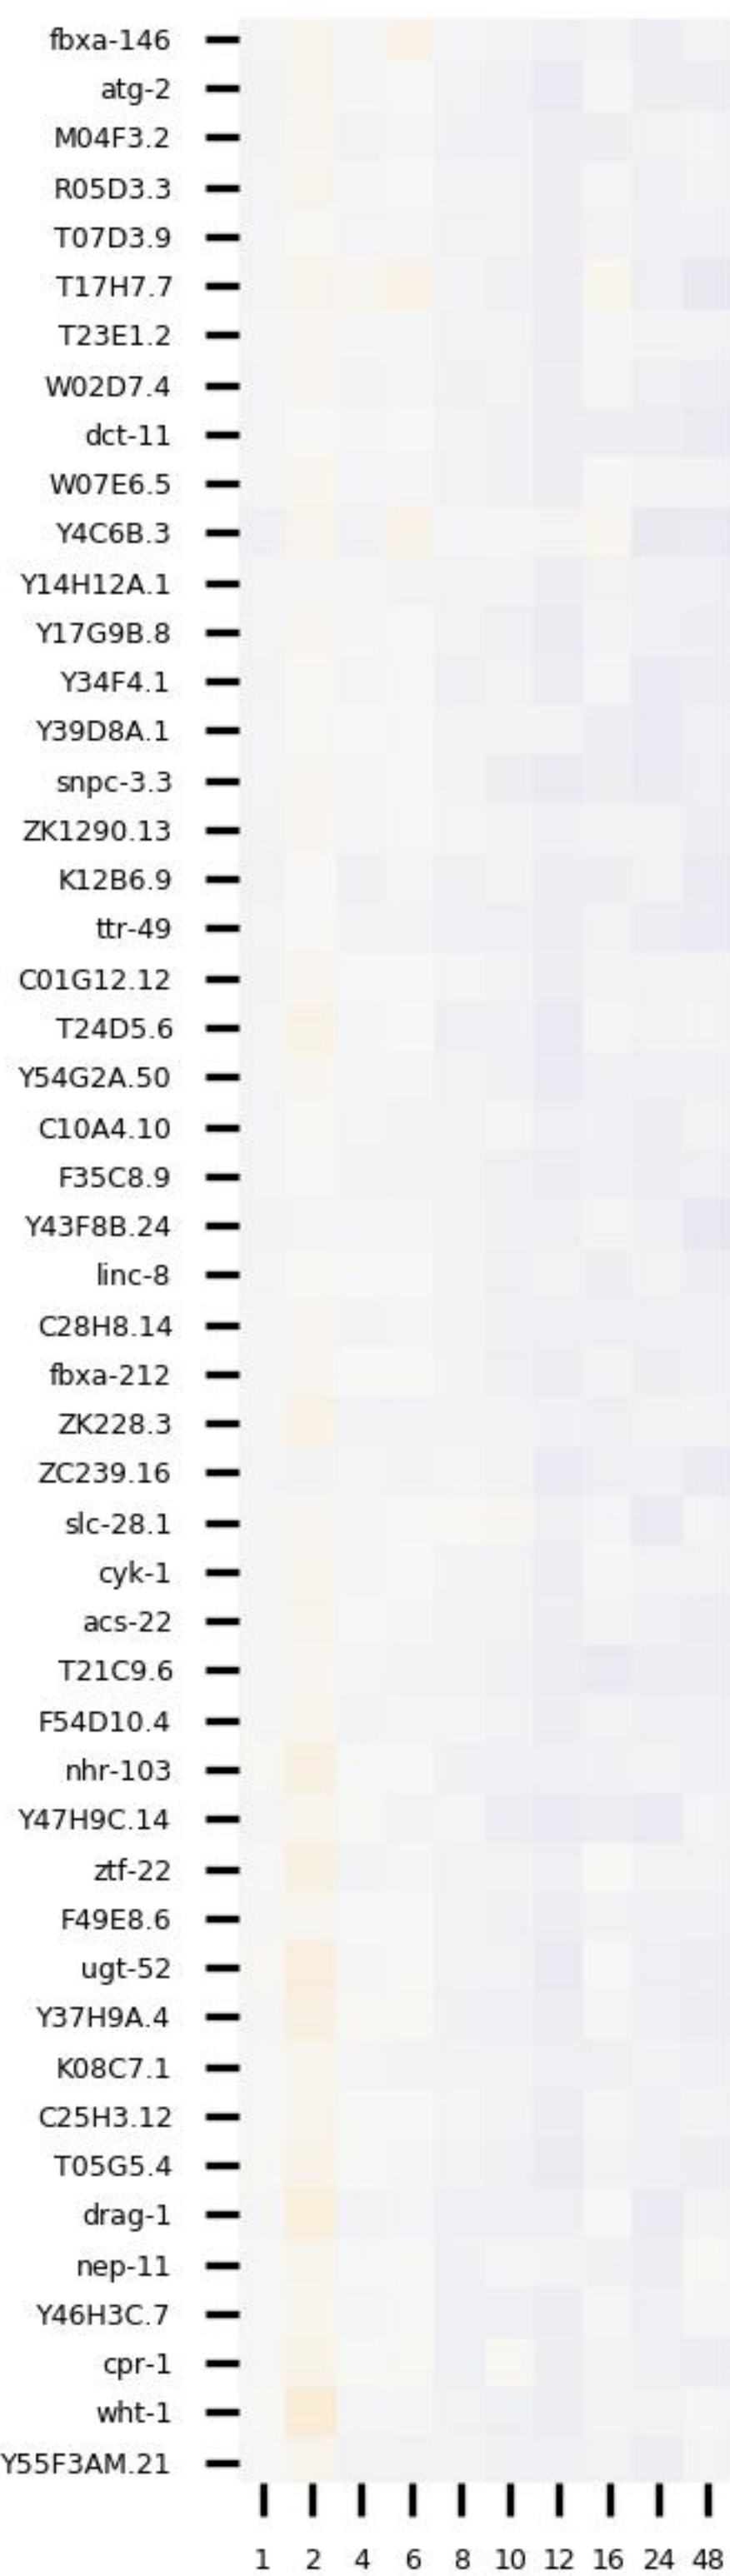 fbxa-146
atg-2
M04F3.2
R05D3.3
T07D3.9
T17H7.7
T23E1.2
W02D7.4
dct-11
W07E6.5
Y4C6B.3
Y14H12A.1
Y17G9B.8
Y34F4.1
Y39D8A.1
snpc-3.3
ZK1290.13
K12B6.9
ttr-49
C01G12.12
T24D5.6
Y54G2A.50
C10A4.10
F35C8.9
Y43F8B.24
linc-8
C28H8.14
fbxa-212
ZK228.3
ZC239.16
slc-28.1
cyk-1
acs-22
T21C9.6
F54D10.4
nhr-103
Y47H9C.14
ztf-22
F49E8.6
ugt-52
Y37H9A.4
K08C7.1
C25H3.12
T05G5.4
drag-1
nep-11
Y46H3C.7
cpr-1
wht-1
Y55F3AM.21
1 2 4 6 8 10 12 16 24 48